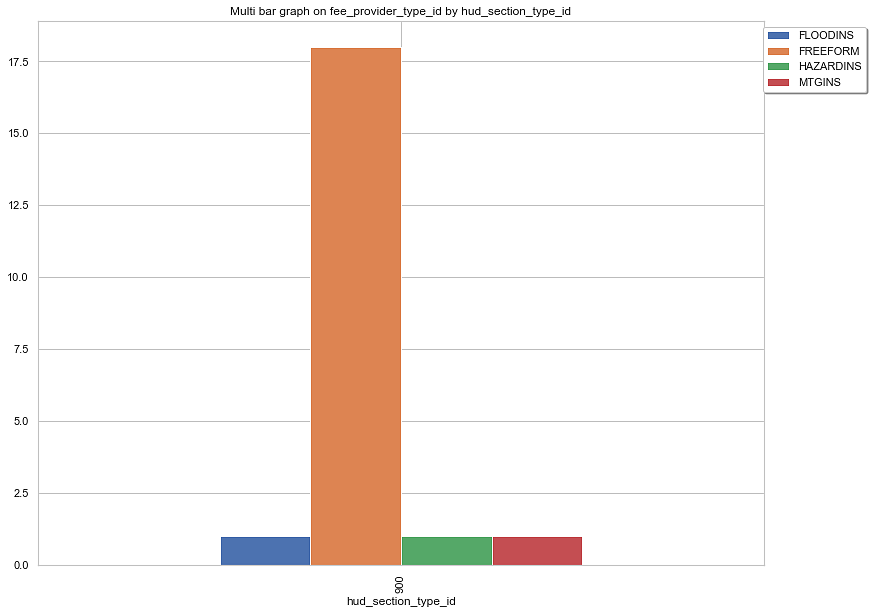 Multi bar graph on fee_provider_type_id by hud_section_type_id
FLOODINS
FREEFORM
HAZARDINS
MTGINS
17.5
15.0
12.5
10.0
7.5
5.0
2.5
0.0
900
hud_section_type_id